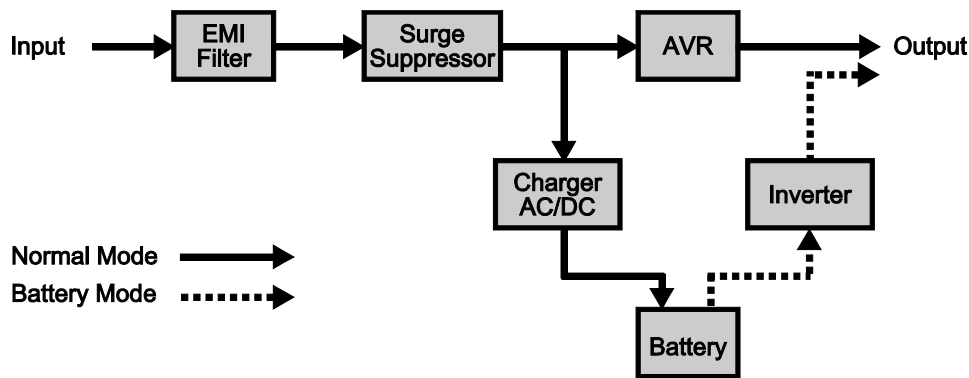 Input
EMI
Filter
Surge
Suppressor
AVR
Output
Charger
AC/DC
Inverter
Normal Mode
Battery Mode
Battery